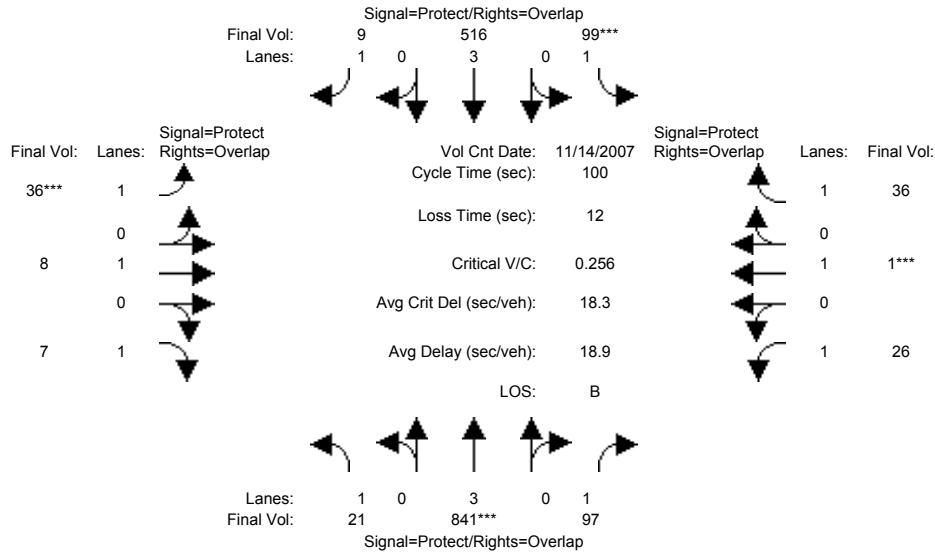 Signal=Protect/Rights=Overlap
Final Vol: 9 516 99***
Lanes: 1 0 3 0 1
Signal=Protect
Final Vol: Lanes: Rights=Overlap
Vol Cnt Date: 11/14/2007
Signal=Protect
Rights=Overlap Lanes: Final Vol:
Cycle Time (sec): 100
36*** 1
1 36
Loss Time (sec): 12
0
0
8 1
Critical V/C: 0.256
1 1***
0
Avg Crit Del (sec/veh): 18.3
0
7 1
Avg Delay (sec/veh): 18.9
1 26
LOS: B
Lanes: 1 0 3 0 1
Final Vol: 21 841*** 97
Signal=Protect/Rights=Overlap